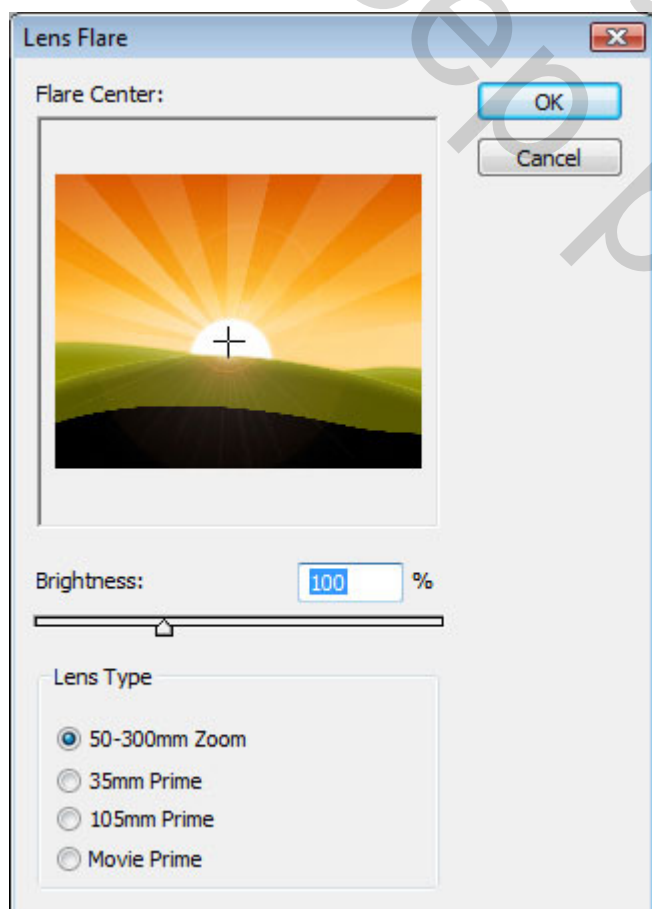 Lens Flare
Flare Center:
OK
Cancel
Brightness: 100 %
Lens Type
50-300mm Zoom
35mm Prime
105mm Prime
Movie Prime